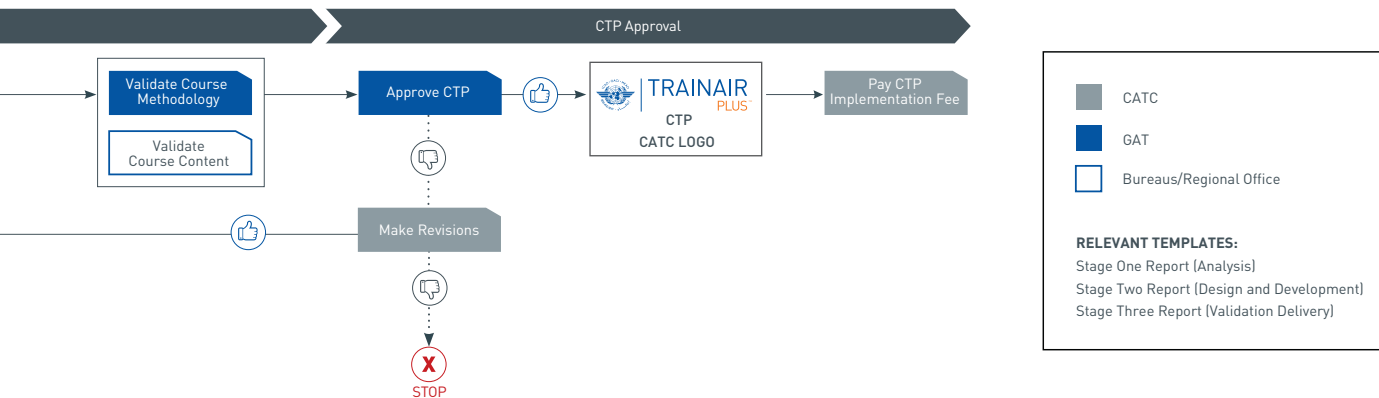 CTP Approval
Validate Course
Methodology
Validate
Course Content
Approve CTP
TRAINAIR
PLUS
CTP
CATC LOGO
Pay CTP
Implementation Fee
Make Revisions
X
STOP
CATC
GAT
Bureaus/Regional Office
RELEVANT TEMPLATES:
Stage One Report (Analysis)
Stage Two Report (Design and Development)
Stage Three Report (Validation Delivery)